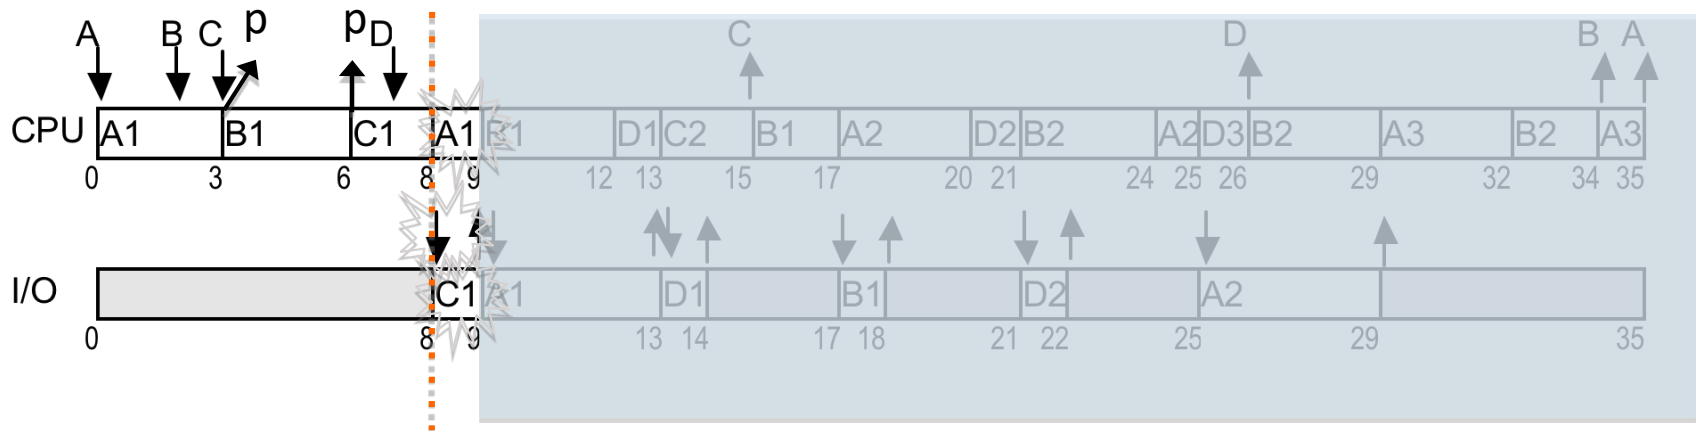 A B C p p D C D B A
CPU A1 B1 C1 A1 B1 D1 C2 B1 A2 D2 B2 A2 D3 B2 A3 B2 A3
0 3 6 8 9 12 13 15 17 20 21 24 25 26 29 32 34 35
I/O C1 A1 D1 B1 D2 A2
0 8 9 13 14 17 18 21 22 25 29 35